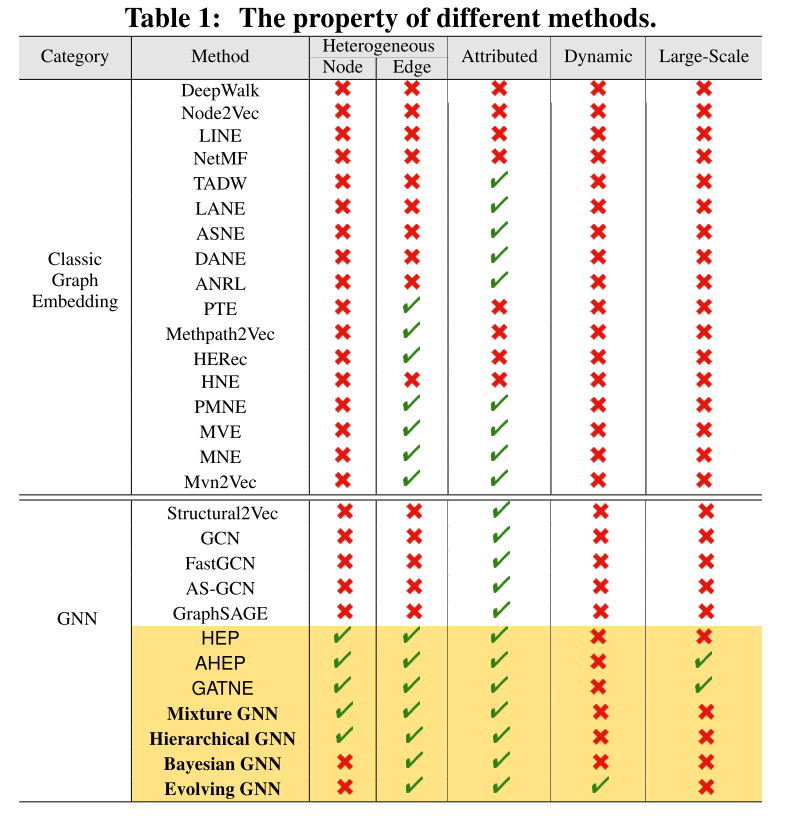 Table 1: The property of different methods.
Category Method Heterogeneous Attributed Dynamic Large-Scale
Node Edge
DeepWalk ✖ ✖ ✖ ✖ ✖
Node2Vec ✖ ✖ ✖ ✖ ✖
LINE ✖ ✖ ✖ ✖ ✖
NetMF ✖ ✖ ✖ ✖ ✖
TADW ✖ ✖ ✓ ✖ ✖
LANE ✖ ✖ ✓ ✖ ✖
ASNE ✖ ✖ ✓ ✖ ✖
Classic
Graph
Embedding
DANE ✖ ✖ ✓ ✖ ✖
ANRL ✖ ✖ ✓ ✖ ✖
PTE ✖ ✓ ✖ ✖ ✖
Methpath2Vec ✖ ✓ ✖ ✖ ✖
HERec ✖ ✓ ✖ ✖ ✖
HNE ✖ ✖ ✖ ✖ ✖
PMNE ✖ ✓ ✓ ✖ ✖
MVE ✖ ✓ ✓ ✖ ✖
MNE ✖ ✓ ✓ ✖ ✖
Mvn2Vec ✖ ✓ ✓ ✖ ✖
Structural2Vec ✖ ✖ ✓ ✖ ✖
GCN ✖ ✖ ✓ ✖ ✖
FastGCN ✖ ✖ ✓ ✖ ✖
AS-GCN ✖ ✖ ✓ ✖ ✖
GraphSAGE ✖ ✖ ✓ ✖ ✖
GNN
HEP ✓ ✓ ✓ ✖ ✖
AHEP ✓ ✓ ✓ ✖ ✓
GATNE ✓ ✓ ✓ ✖ ✓
Mixture GNN ✓ ✓ ✓ ✖ ✖
Hierarchical GNN ✓ ✓ ✓ ✖ ✖
Bayesian GNN ✖ ✓ ✓ ✖ ✖
Evolving GNN ✖ ✓ ✓ ✓ ✖